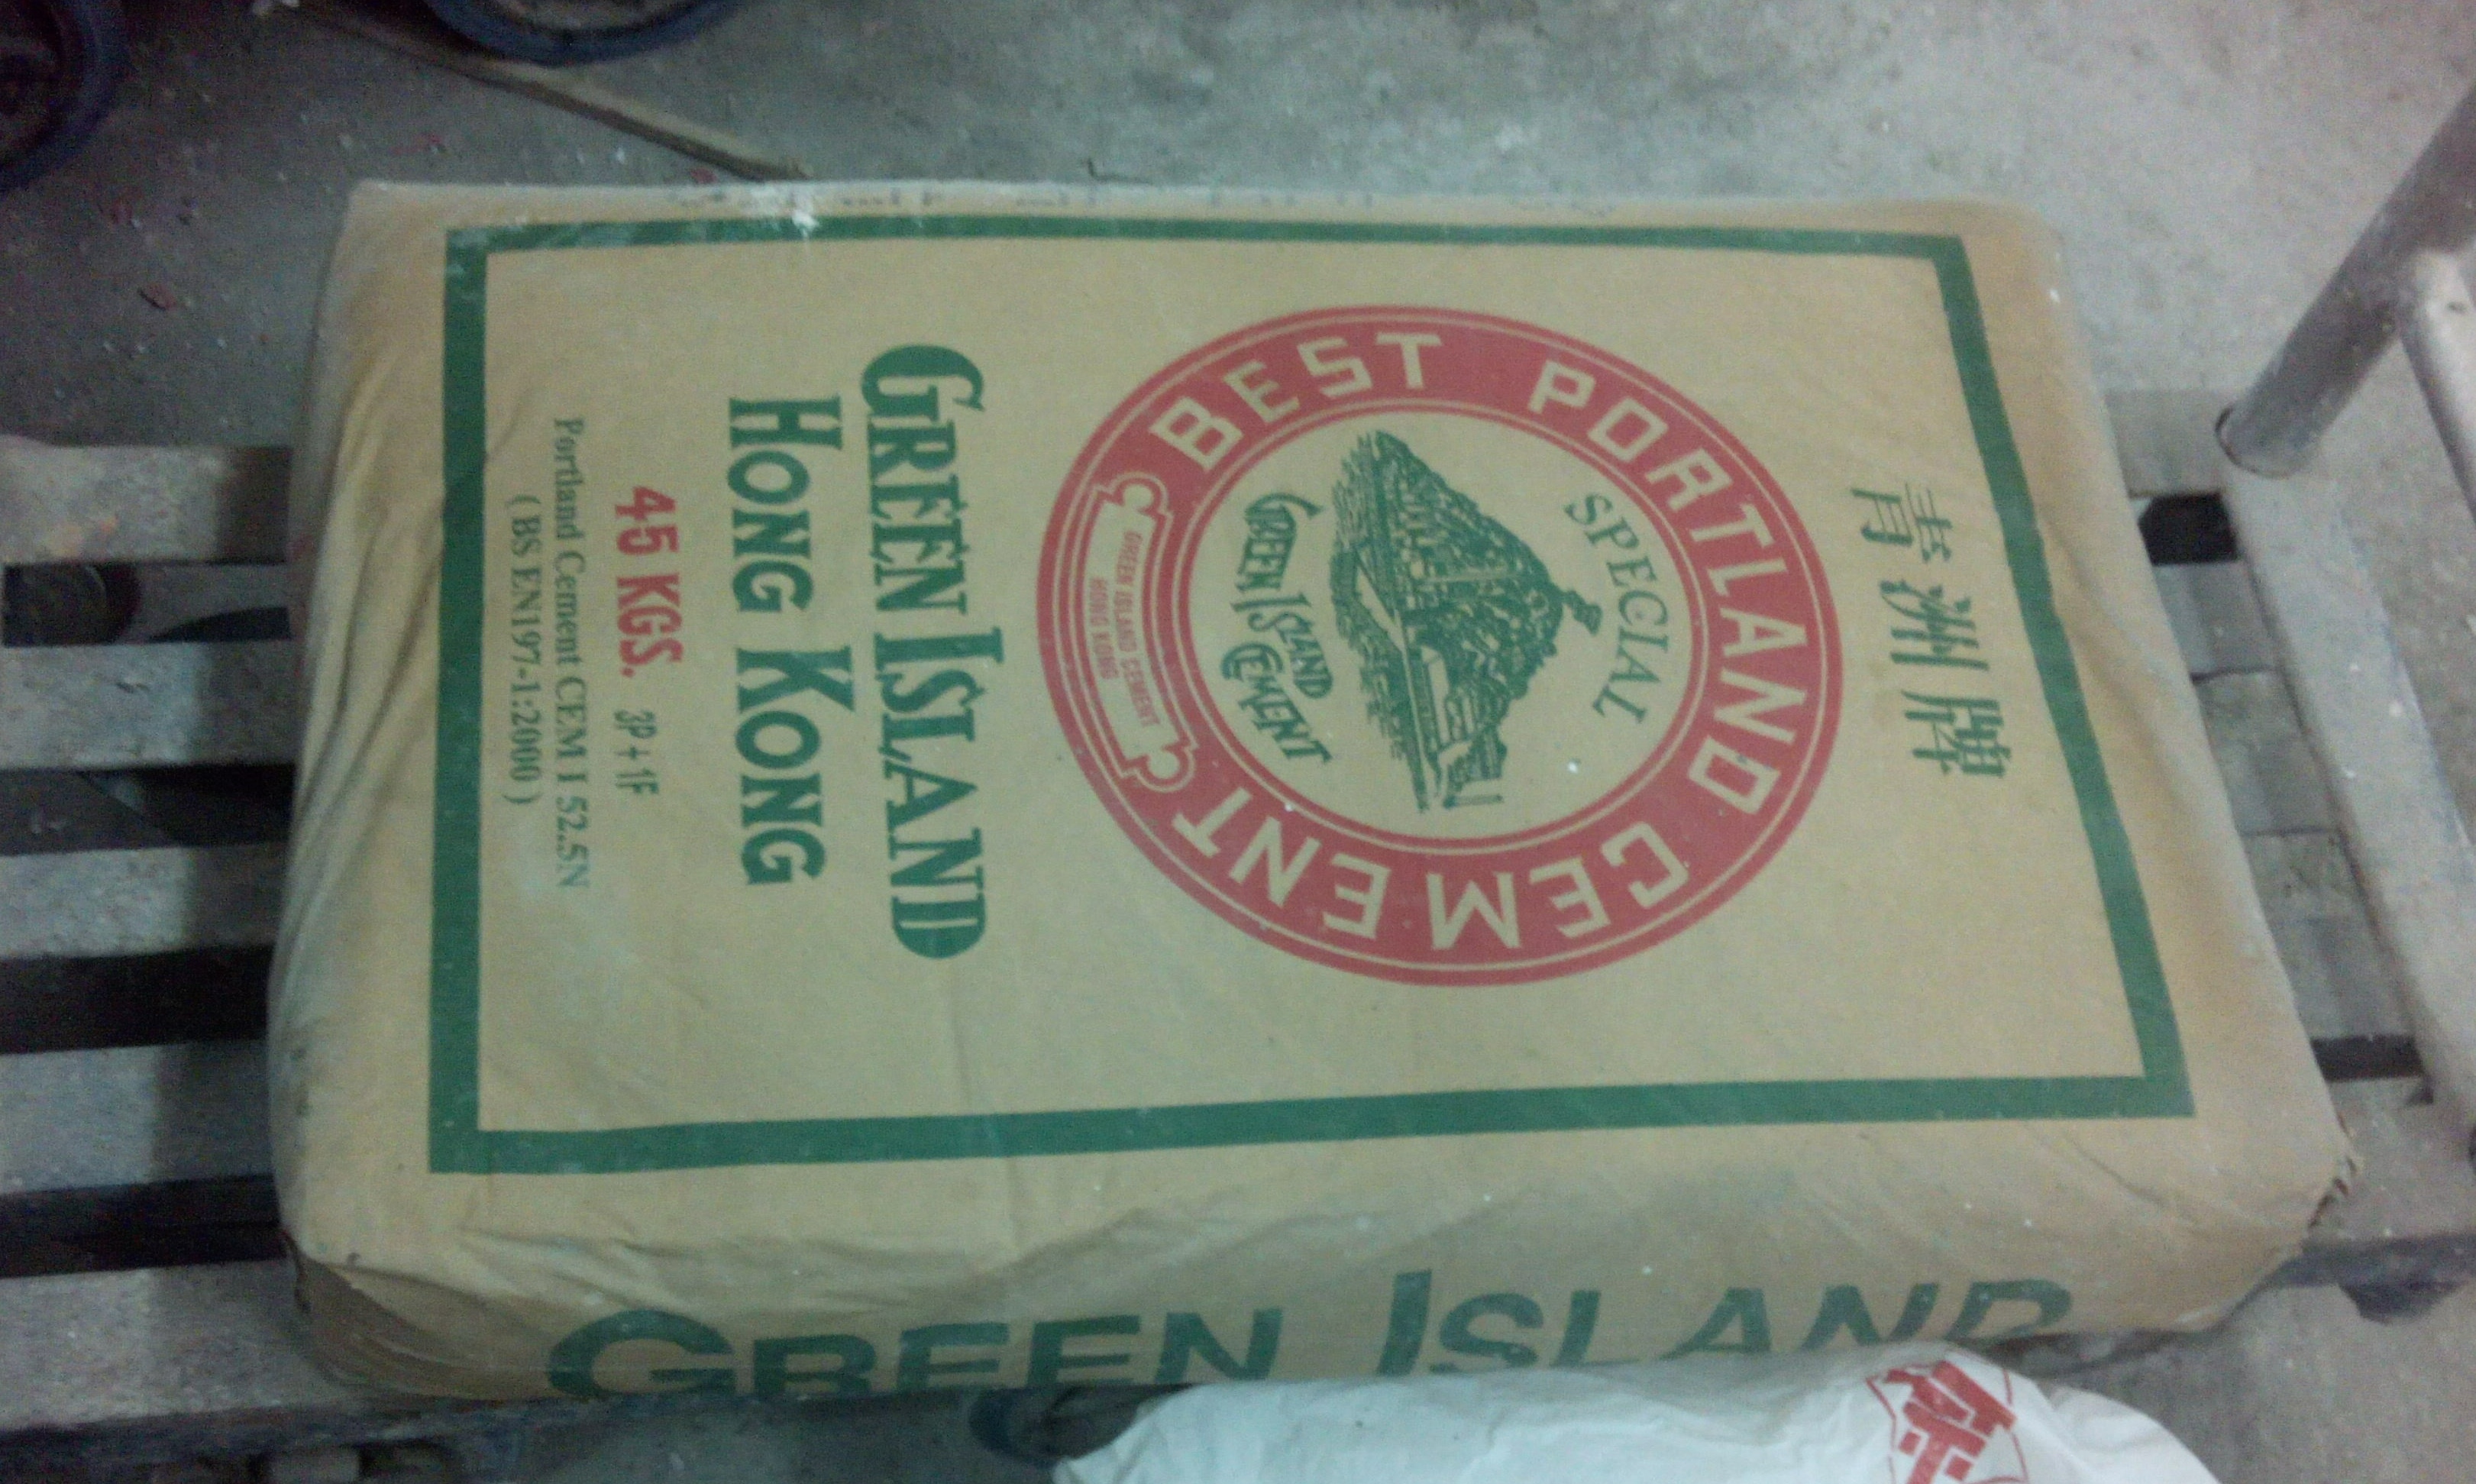 青洲牌
BEST PORTLAND CEMENT
SPECIAL
GREEN ISLAND
CEMENT
GREEN ISLAND CEMENT
HONG KONG
GREEN ISLAND
HONG KONG
45 KGS. 3P+1F
Portland Cement CEM I 52.5N
( BS EN197-1:2000 )
GREEN ISLAND